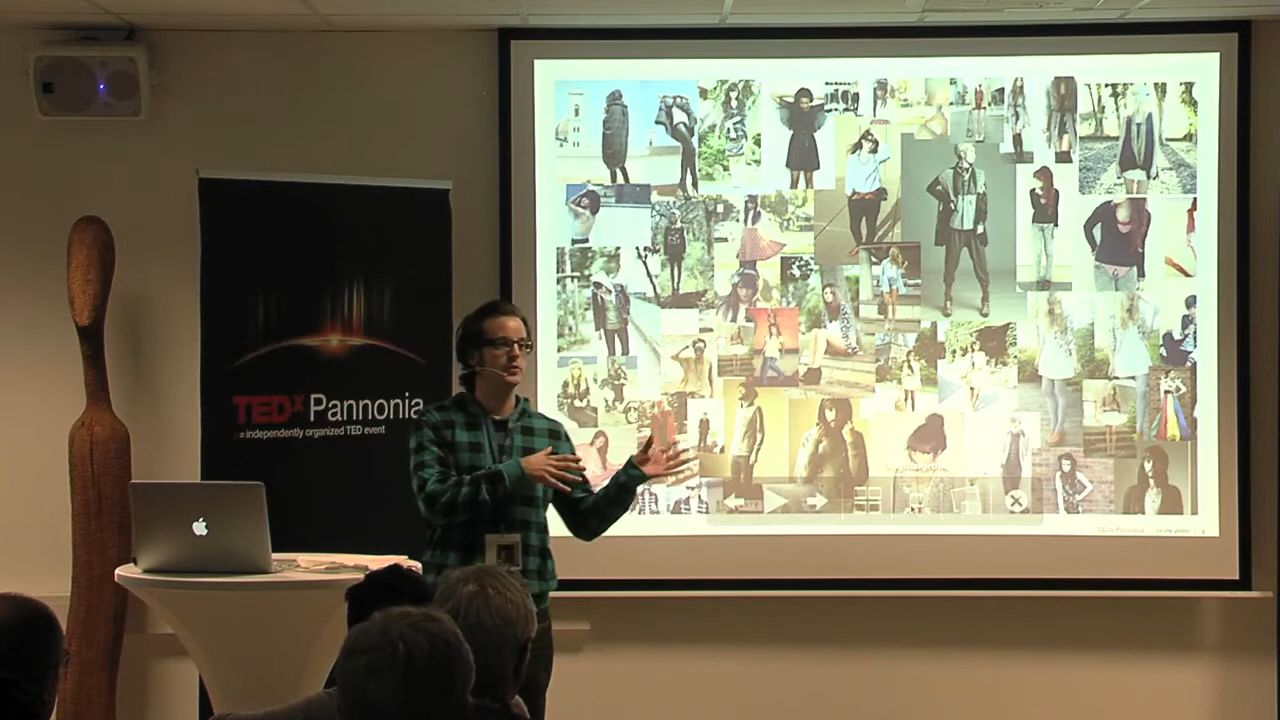 TEDx Pannonia
x = independently organized TED event